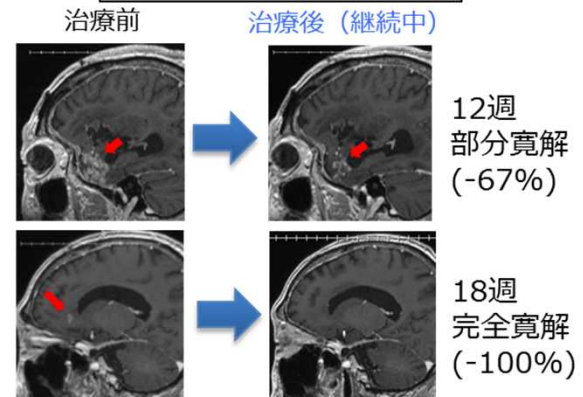 治療前
治療後（継続中）
12週
部分寛解
(-67%)
18週
完全寛解
(-100%)